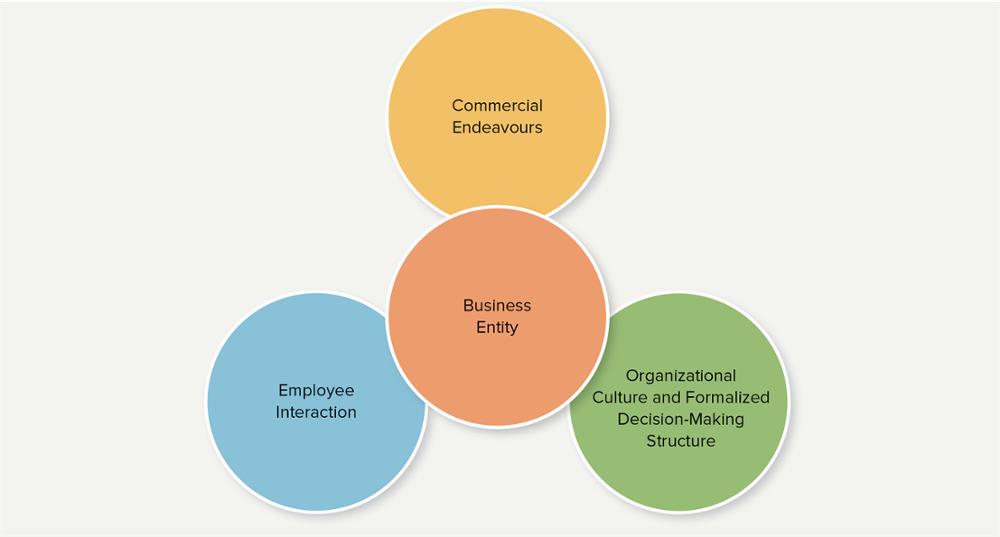 Commercial
Endeavours
Business
Entity
Employee
Interaction
Organizational
Culture and Formalized
Decision-Making
Structure